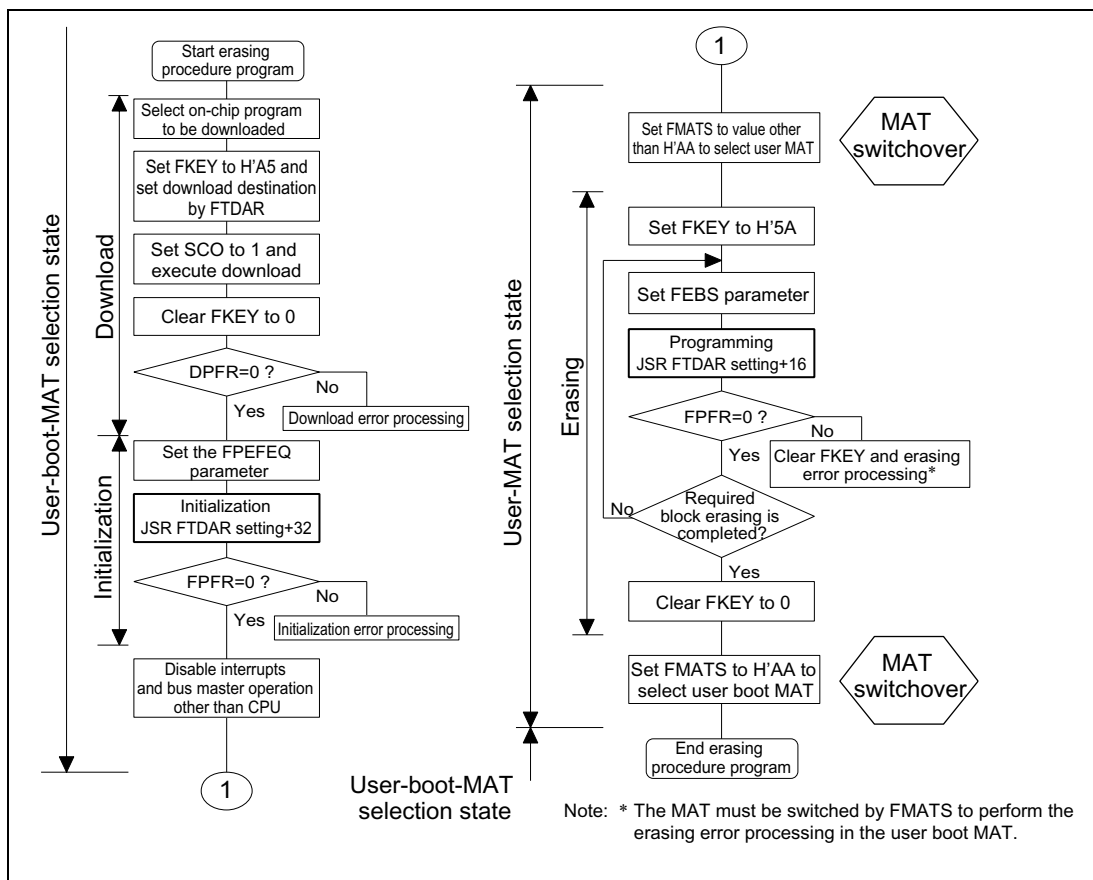 Start erasing
procedure program
Select on-chip program
to be downloaded
Set FKEY to H'A5 and
set download destination
by FTDAR
Set SCO to 1 and
execute download
Clear FKEY to 0
DPFR=0 ?
No
Yes
Download error processing
Set the FPEFEQ
parameter
Initialization
JSR FTDAR setting+32
FPFR=0 ?
No
Yes
Initialization error processing
Disable interrupts
and bus master operation
other than CPU
1
User-boot-MAT selection state
Download
Initialization
1
Set FMATS to value other
than H'AA to select user MAT
MAT
switchover
Set FKEY to H'5A
Set FEBS parameter
Programming
JSR FTDAR setting+16
FPFR=0 ?
No
Yes
Clear FKEY and erasing
error processing*
Required
block erasing is
completed?
No
Yes
Clear FKEY to 0
Set FMATS to H'AA to
select user boot MAT
MAT
switchover
End erasing
procedure program
User-MAT selection state
Erasing
User-boot-MAT
selection state
Note: * The MAT must be switched by FMATS to perform the
erasing error processing in the user boot MAT.